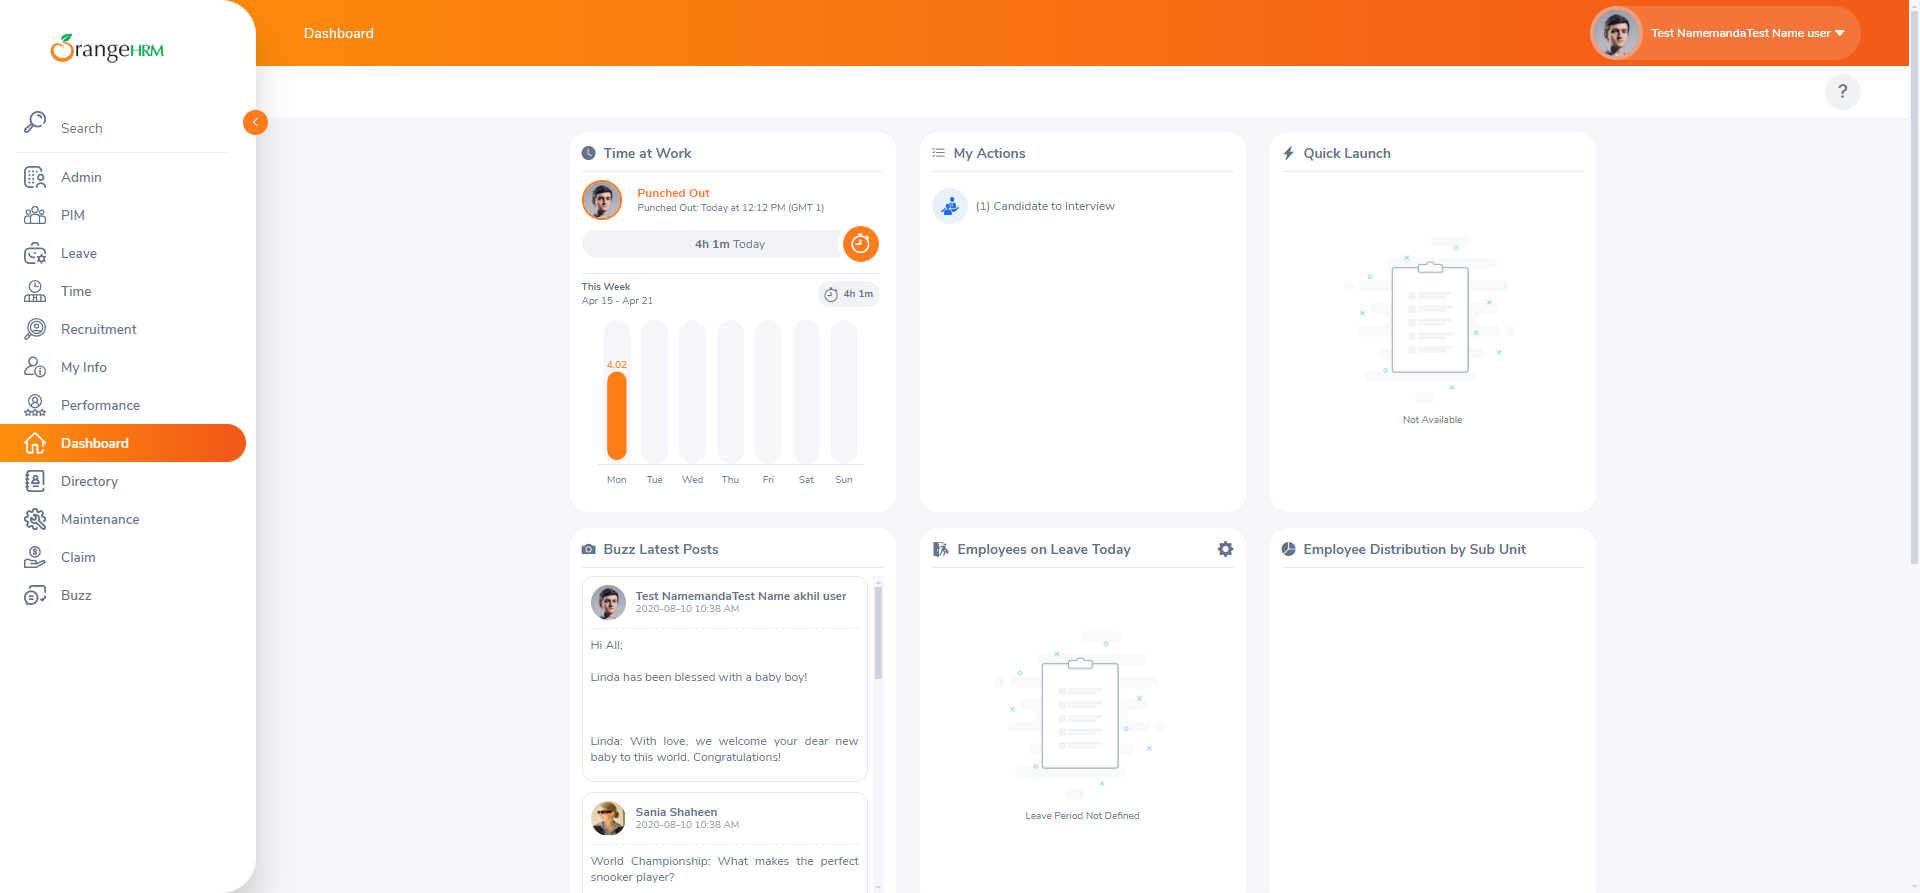 OrangeHRM
Search
Admin
PIM
Leave
Time
Recruitment
My Info
Performance
Dashboard
Directory
Maintenance
Claim
Buzz
Dashboard
Test NamemandaTest Name user
?
Time at Work
Punched Out
Punched Out: Today at 12:12 PM (GMT 1)
4h 1m Today
This Week
Apr 15 - Apr 21
4h 1m
4.02
Mon Tue Wed Thu Fri Sat Sun
My Actions
(1) Candidate to Interview
Quick Launch
Not Available
Buzz Latest Posts
Test NamemandaTest Name akhil user
2020-08-10 10:38 AM
Hi All;
Linda has been blessed with a baby boy!
Linda: With love, we welcome your dear new
baby to this world. Congratulations!
Sania Shaheen
2020-08-10 10:38 AM
World Championship: What makes the perfect
snooker player?
Employees on Leave Today
Leave Period Not Defined
Employee Distribution by Sub Unit